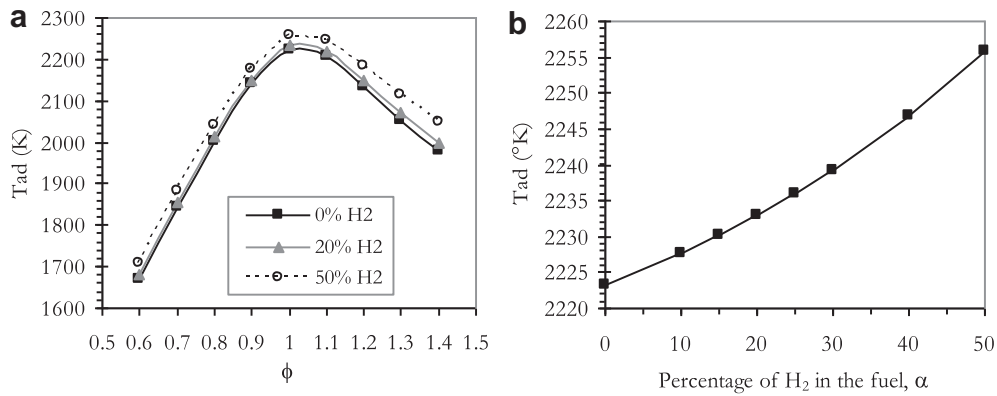 a
2300
2200
2100
2000
1900
1800
1700
1600
Tad (K)
0% H2
20% H2
50% H2
0.5 0.6 0.7 0.8 0.9 1 1.1 1.2 1.3 1.4 1.5
ϕ
b
2260
2255
2250
2245
2240
2235
2230
2225
2220
Tad (°K)
0 10 20 30 40 50
Percentage of H₂ in the fuel, α